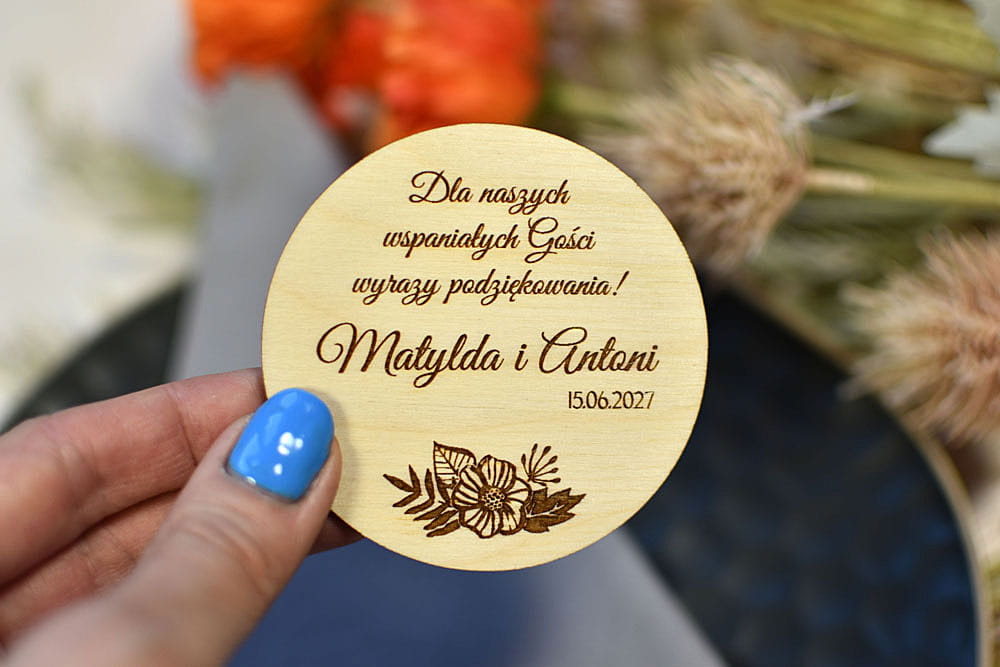 Dla naszych
wspaniałych Gości
wyrazy podziękowania!
Matylda i Antoni
15.06.2027